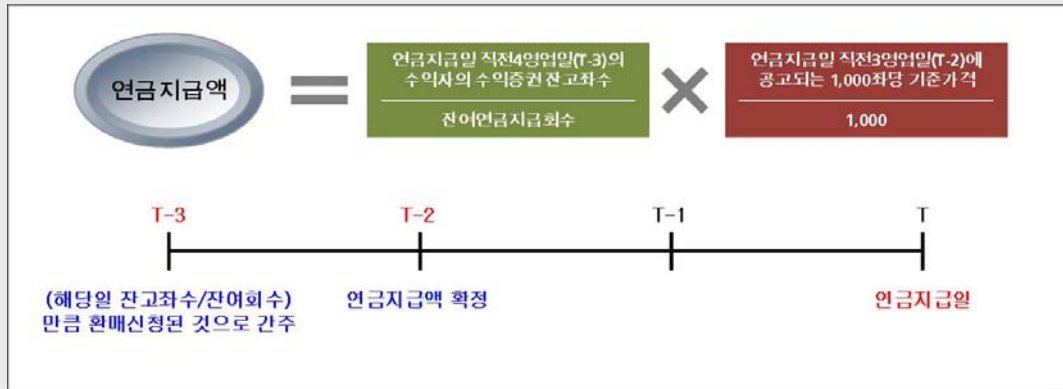 연금지급액
=
연금지급일 직전4영업일(T-3)의
수익자의 수익증권 잔고좌수
잔여연금지급회수
×
연금지급일 직전3영업일(T-2)에
공고되는 1,000좌당 기준가격
1,000
T-3
T-2
T-1
T
(해당일 잔고좌수/잔여회수)
만큼 환매신청된 것으로 간주
연금지급액 확정
연금지급일